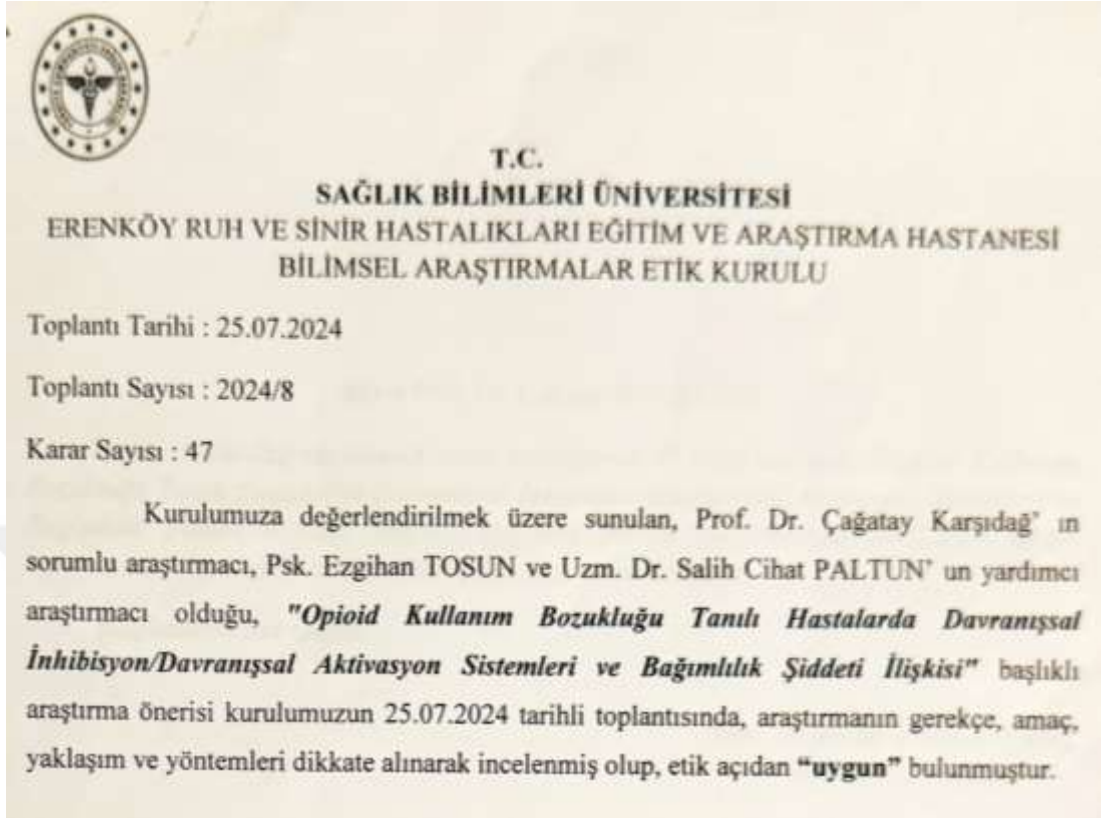 T.C.
SAĞLIK BİLİMLERİ ÜNİVERSİTESİ
ERENKÖY RUH VE SİNİR HASTALIKLARI EĞİTİM VE ARAŞTIRMA HASTANESİ
BİLİMSEL ARAŞTIRMALAR ETİK KURULU
Toplantı Tarihi : 25.07.2024
Toplantı Sayısı : 2024/8
Karar Sayısı : 47
Kurulumuza değerlendirilmek üzere sunulan, Prof. Dr. Çağatay Karşıdağ' ın
sorumlu araştırmacı, Psk. Ezgihan TOSUN ve Uzm. Dr. Salih Cihat PALTUN' un yardımcı
araştırmacı olduğu, "Opioid Kullanım Bozukluğu Tanılı Hastalarda Davranışsal
İnhibisyon/Davranışsal Aktivasyon Sistemleri ve Bağımlılık Şiddeti İlişkisi" başlıklı
araştırma önerisi kurulumuzun 25.07.2024 tarihli toplantısında, araştırmanın gerekçe, amaç,
yaklaşım ve yöntemleri dikkate alınarak incelenmiş olup, etik açıdan “uygun” bulunmuştur.